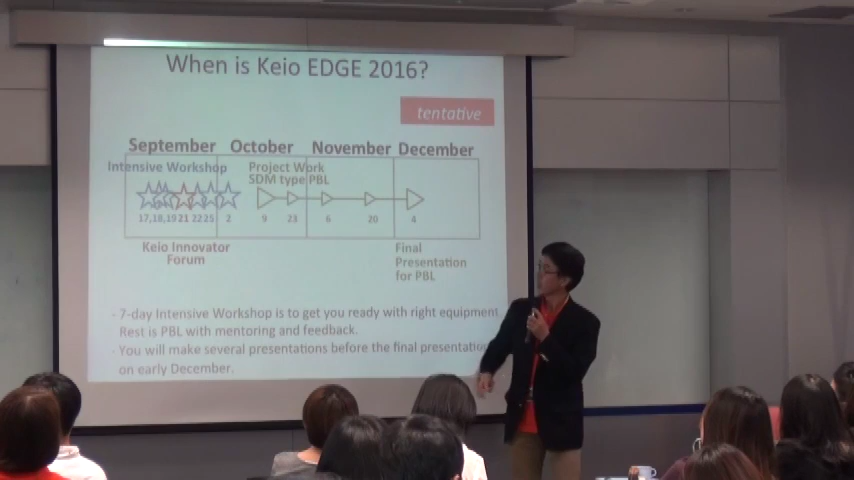 When is Keio EDGE 2016?
tentative
September October November December
Intensive Workshop
Project Work
SDM type PBL
17,18,19 21 22 25 2 9 23 6 20 4
Keio Innovator
Forum
Final
Presentation
for PBL
- 7-day Intensive Workshop is to get you ready with right equipment
Rest is PBL with mentoring and feedback.
- You will make several presentations before the final presentation
on early December.